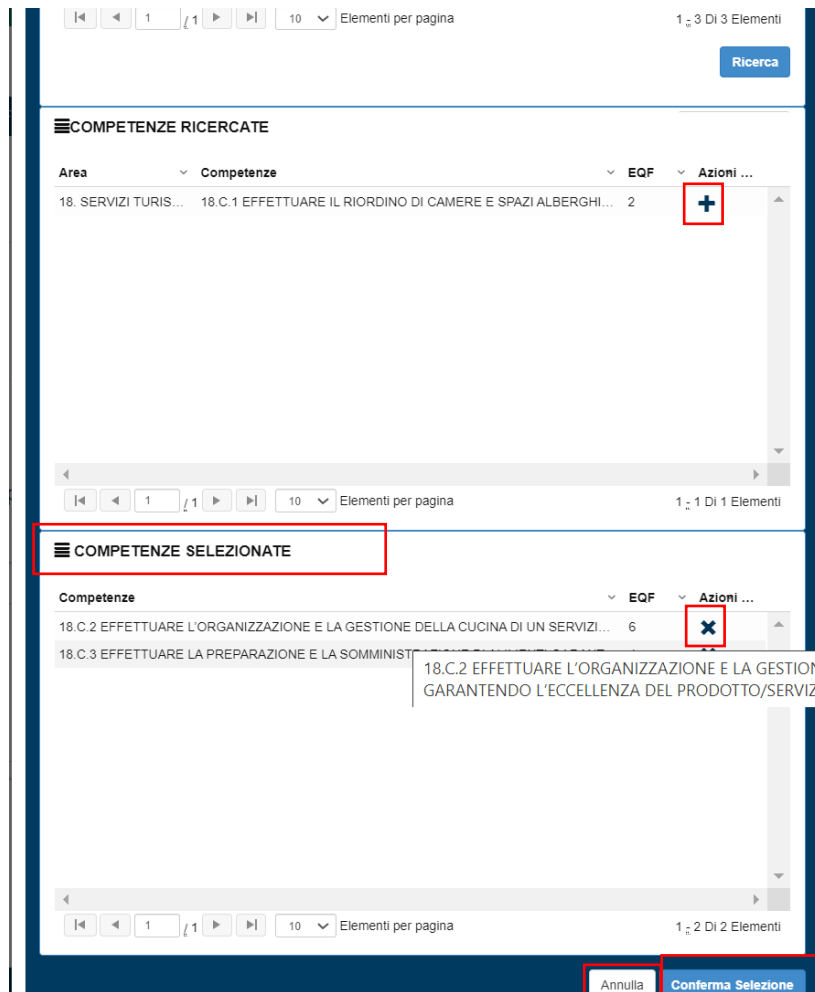 1 / 1 10 Elementi per pagina 1 - 3 Di 3 Elementi
Ricerca
COMPETENZE RICERCATE
Area Competenze EQF Azioni ...
18. SERVIZI TURIS... 18.C.1 EFFETTUARE IL RIORDINO DI CAMERE E SPAZI ALBERGHI... 2
1 / 1 10 Elementi per pagina 1 - 1 Di 1 Elementi
COMPETENZE SELEZIONATE
Competenze EQF Azioni ...
18.C.2 EFFETTUARE L'ORGANIZZAZIONE E LA GESTIONE DELLA CUCINA DI UN SERVIZI... 6
18.C.3 EFFETTUARE LA PREPARAZIONE E LA
18.C.2 EFFETTUARE L'ORGANIZZAZIONE E LA GESTION
GARANTENDO L'ECCELLENZA DEL PRODOTTO/SERVIZ
1 / 1 10 Elementi per pagina 1 - 2 Di 2 Elementi
Annulla Conferma Selezione